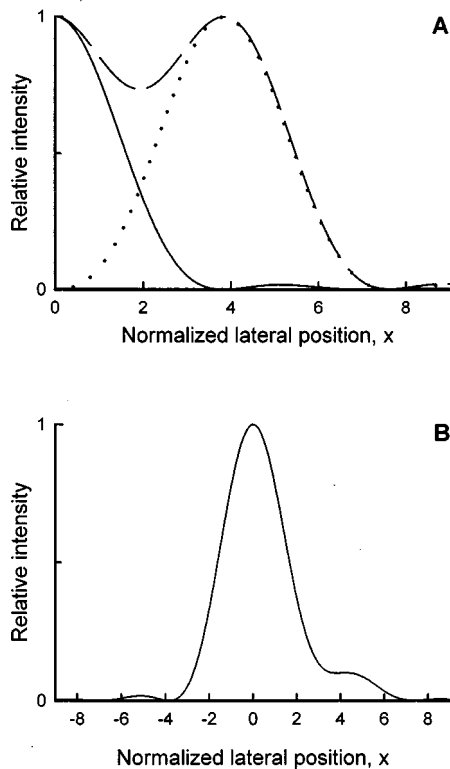 A
1
Relative intensity
0
0 2 4 6 8
Normalized lateral position, x
B
1
Relative intensity
0
-8 -6 -4 -2 0 2 4 6 8
Normalized lateral position, x